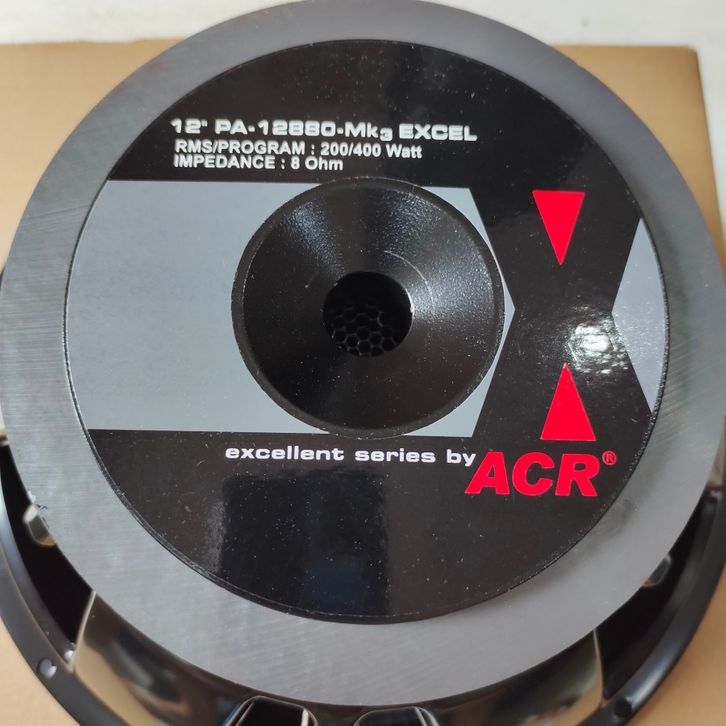 12" PA-12880-Mk3 EXCEL
RMS/PROGRAM : 200/400 Watt
IMPEDANCE : 8 Ohm
excellent series by ACR®